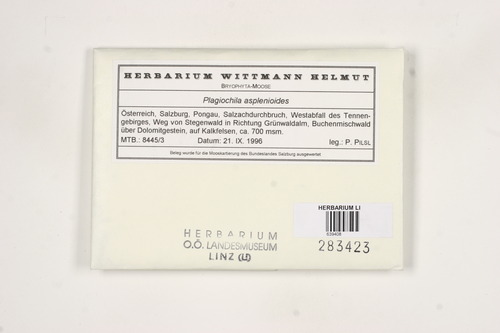 HERBARIUM WITTMANN HELMUT
BRYOPHYTA-MOOSE
Plagiochila asplenioides
Österreich, Salzburg, Pongau, Salzachdurchbruch, Westabfall des Tennen-
gebirges, Weg von Stegenwald in Richtung Grünwaldalm, Buchenmischwald
über Dolomitgestein, auf Kalkfelsen, ca. 700 msm.
MTB.: 8445/3 Datum: 21. IX. 1996 leg.: P. PILSL
Beleg wurde für die Mooskartierung des Bundeslandes Salzburg ausgewertet
HERBARIUM LI
283423
HERBARIUM
O.Ö. LANDESMUSEUM
LINZ (LI)